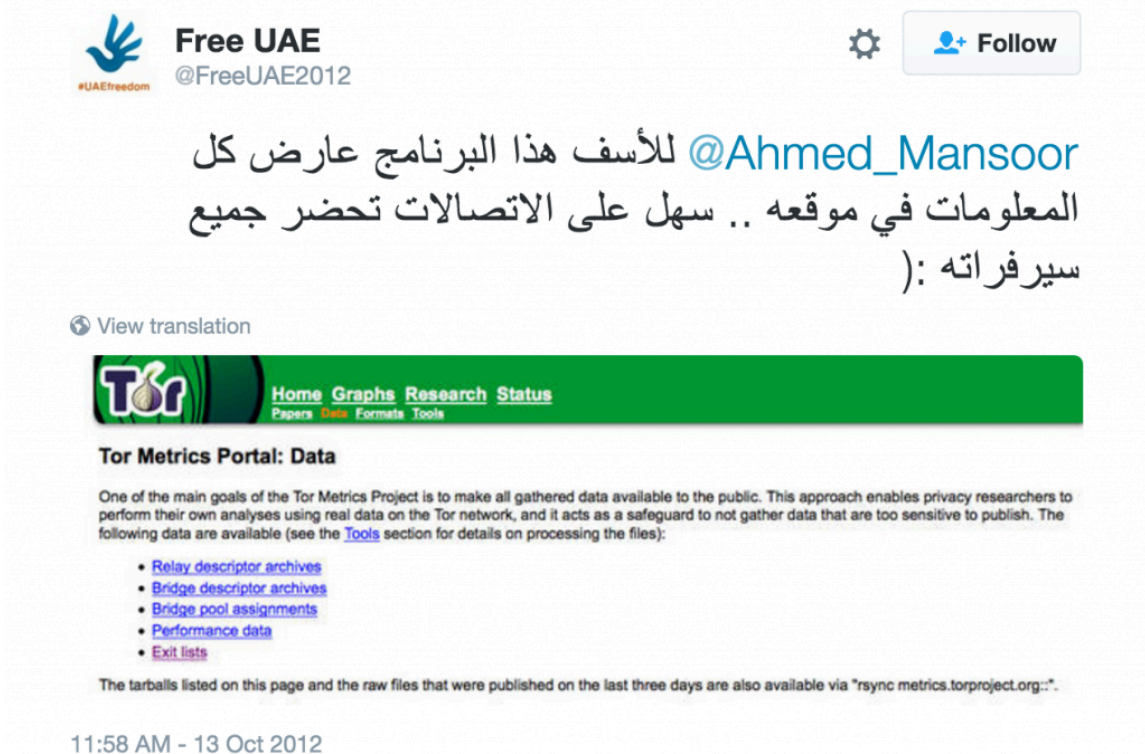 Free UAE
@FreeUAE2012
#UAEfreedom
Follow
@Ahmed_Mansoor للأسف هذا البرنامج عارض كل
المعلومات في موقعه .. سهل على الاتصالات تحضر جميع
سيرفراته :(
View translation
Tor
Home Graphs Research Status
Papers Data Formats Tools
Tor Metrics Portal: Data
One of the main goals of the Tor Metrics Project is to make all gathered data available to the public. This approach enables privacy researchers to
perform their own analyses using real data on the Tor network, and it acts as a safeguard to not gather data that are too sensitive to publish. The
following data are available (see the Tools section for details on processing the files):
• Relay descriptor archives
• Bridge descriptor archives
• Bridge pool assignments
• Performance data
• Exit lists
The tarballs listed on this page and the raw files that were published on the last three days are also available via "rsync metrics.torproject.org::".
11:58 AM - 13 Oct 2012